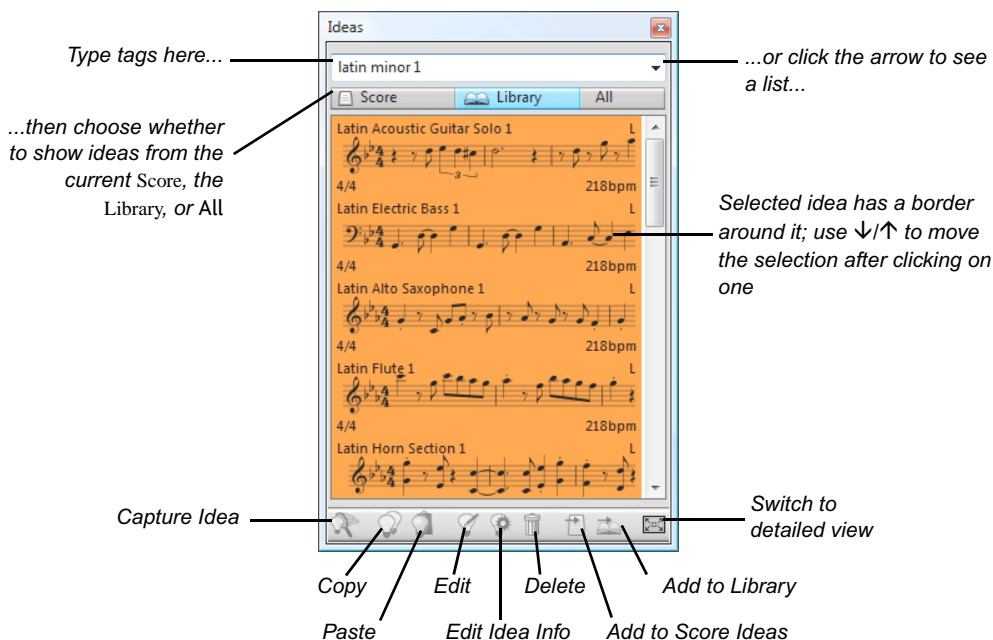 Ideas
Type tags here...
latin minor 1
...or click the arrow to see
a list...
Score
Library
All
...then choose whether
to show ideas from the
current Score, the
Library, or All
Latin Acoustic Guitar Solo 1 L
3
4/4 218bpm
Latin Electric Bass 1 L
4/4 218bpm
Selected idea has a border
around it; use ↓/↑ to move
the selection after clicking on
one
Latin Alto Saxophone 1 L
4/4 218bpm
Latin Flute 1 L
4/4 218bpm
Latin Horn Section 1 L
Capture Idea
Switch to
detailed view
Copy
Edit
Delete
Add to Library
Paste
Edit Idea Info
Add to Score Ideas